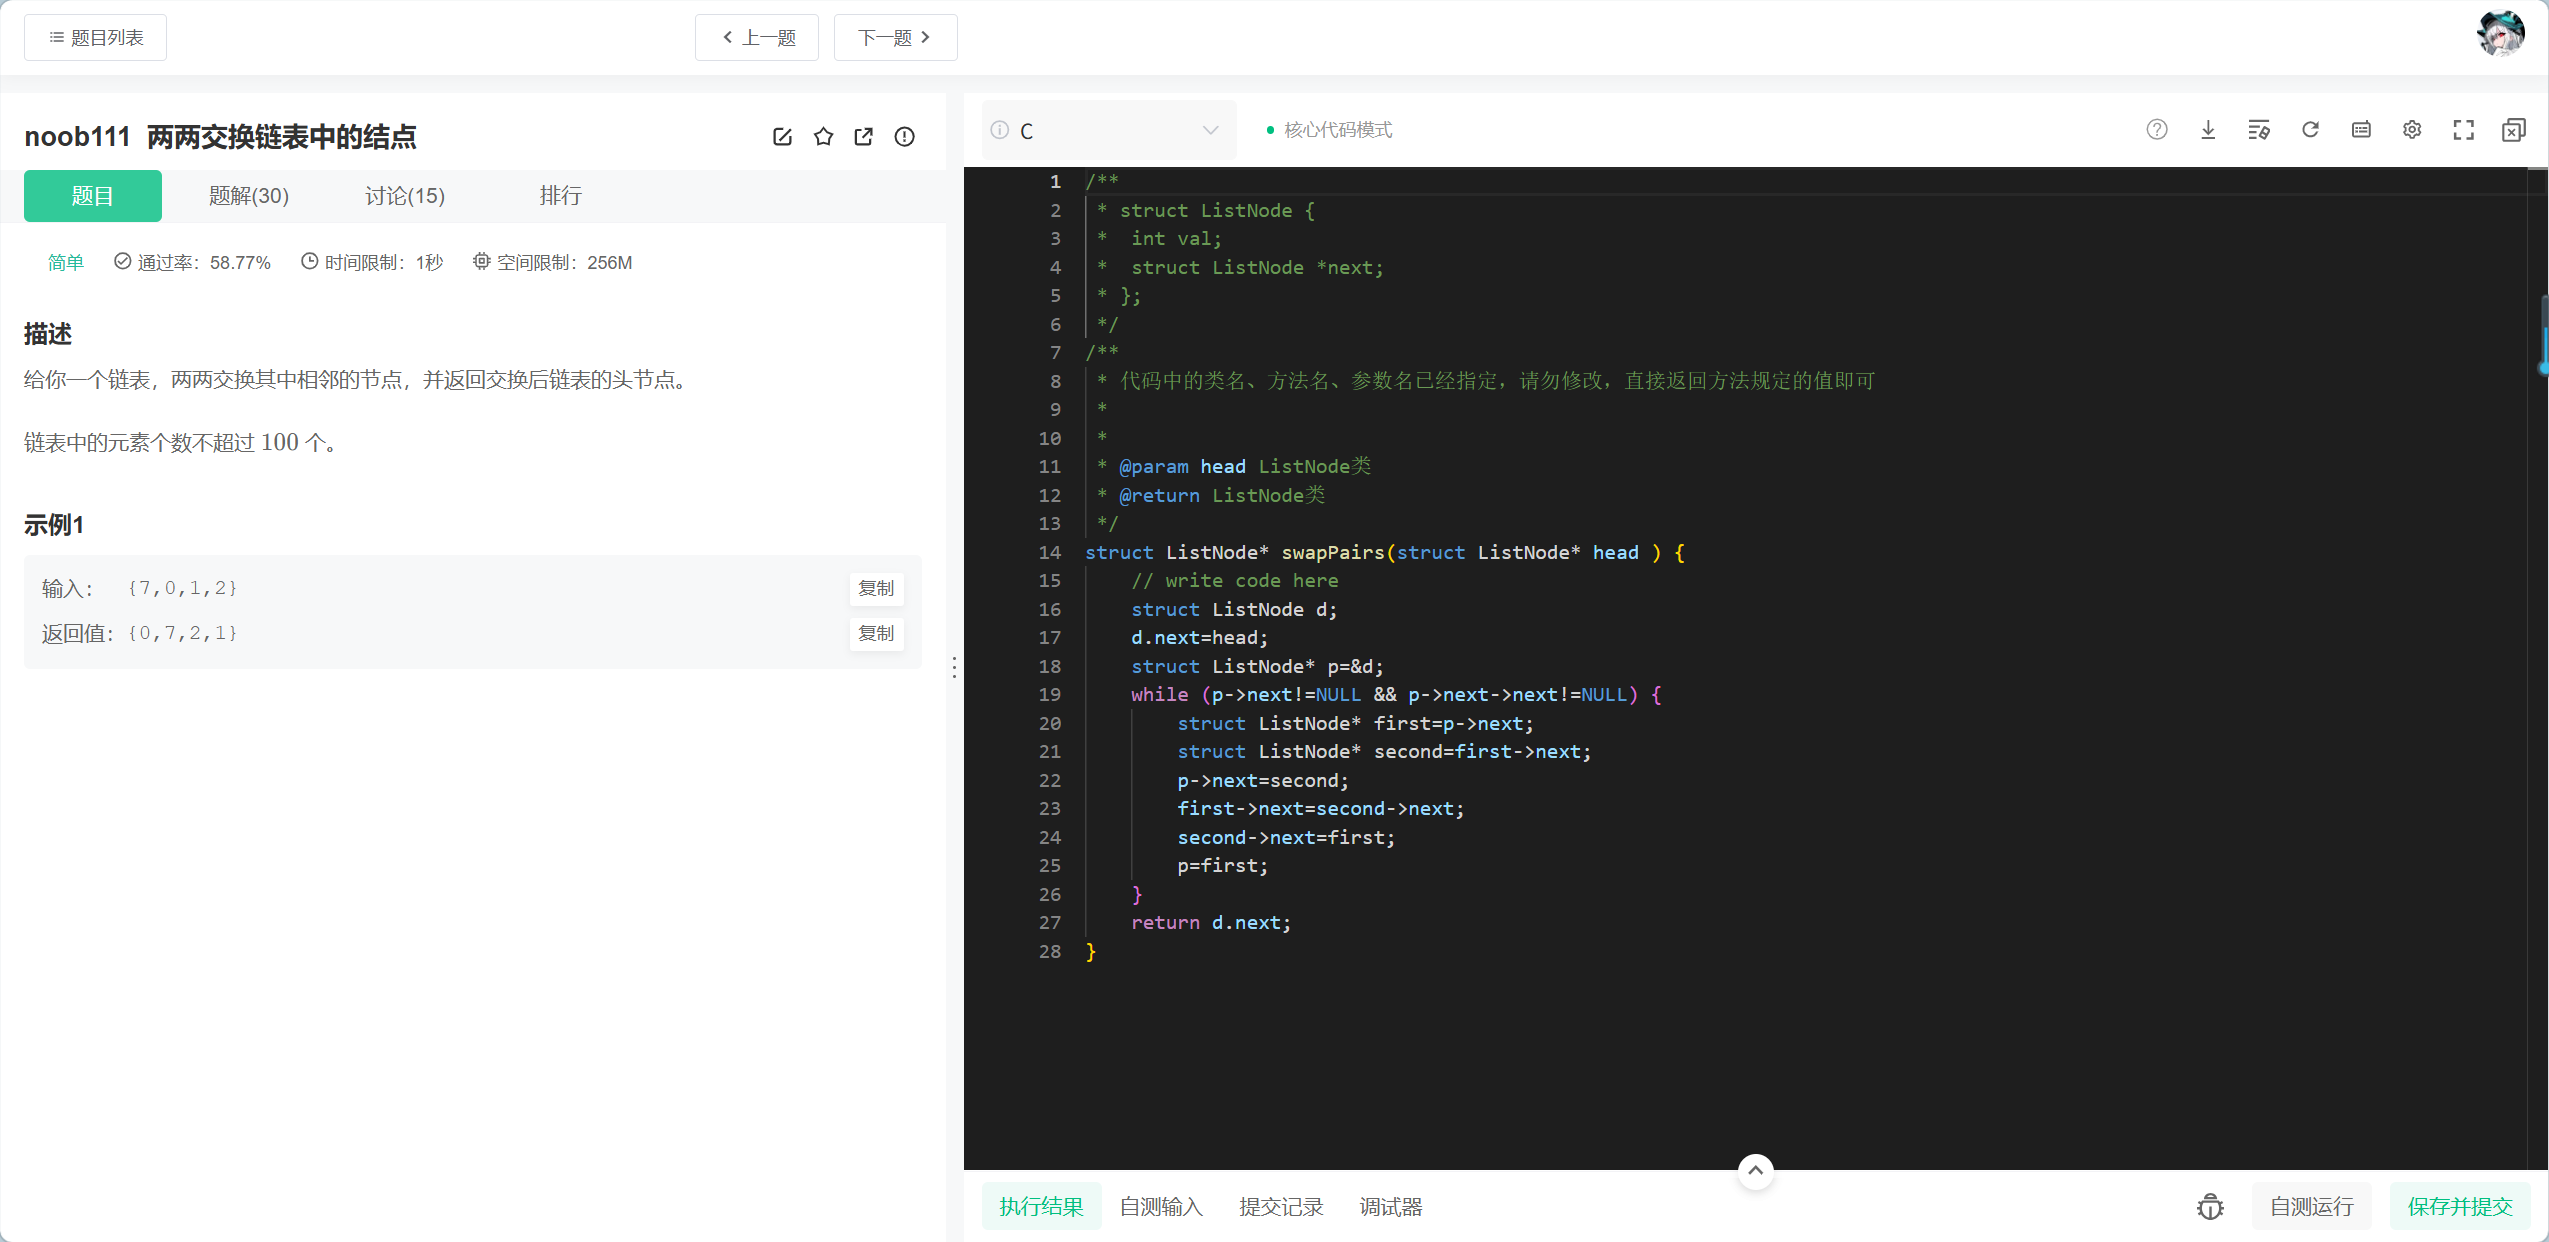 题目列表
上一题
下一题
noob111 两两交换链表中的结点
题目
题解(30)
讨论(15)
排行
简单 通过率：58.77% 时间限制：1秒 空间限制：256M
描述
给你一个链表，两两交换其中相邻的节点，并返回交换后链表的头节点。
链表中的元素个数不超过 100 个。
示例1
输入： {7,0,1,2}
复制
返回值：{0,7,2,1}
复制
C
核心代码模式
1 /**
2  * struct ListNode {
3  *	int val;
4  *	struct ListNode *next;
5  * };
6  */
7 /**
8  * 代码中的类名、方法名、参数名已经指定，请勿修改，直接返回方法规定的值即可
9  *
10  *
11  * @param head ListNode类
12  * @return ListNode类
13  */
14 struct ListNode* swapPairs(struct ListNode* head ) {
15     // write code here
16     struct ListNode d;
17     d.next=head;
18     struct ListNode* p=&d;
19     while (p->next!=NULL && p->next->next!=NULL) {
20         struct ListNode* first=p->next;
21         struct ListNode* second=first->next;
22         p->next=second;
23         first->next=second->next;
24         second->next=first;
25         p=first;
26     }
27     return d.next;
28 }
执行结果
自测输入
提交记录
调试器
自测运行
保存并提交